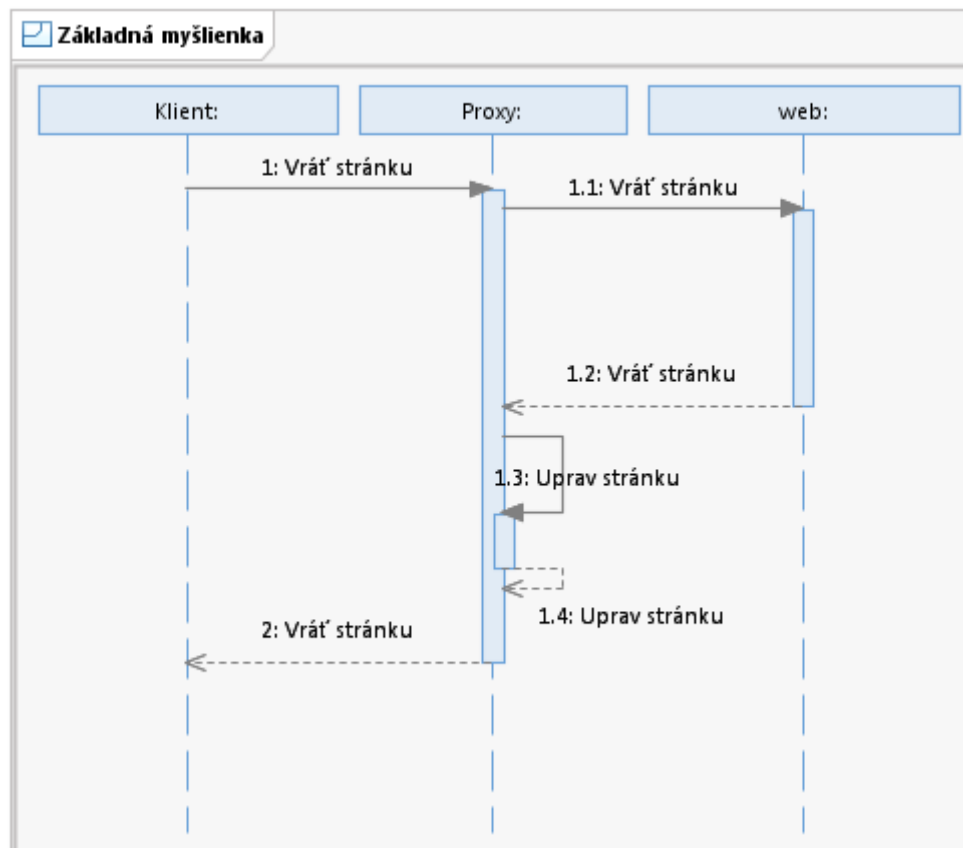 Základná myšlienka
Klient:
Proxy:
web:
1: Vráť stránku
1.1: Vráť stránku
1.2: Vráť stránku
1.3: Uprav stránku
1.4: Uprav stránku
2: Vráť stránku